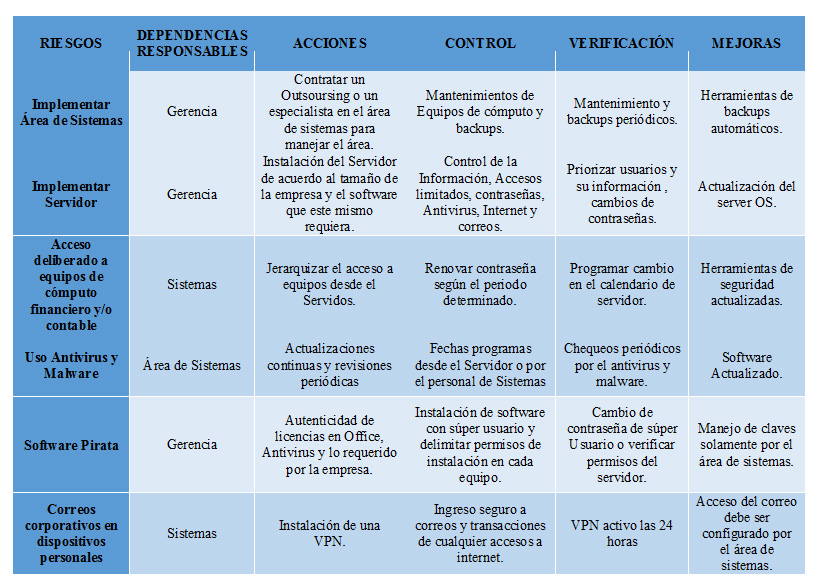 RIESGOS
DEPENDENCIAS
RESPONSABLES
ACCIONES
CONTROL
VERIFICACIÓN
MEJORAS
Implementar
Área de Sistemas
Gerencia
Contratar un
Outsoursing o un
especialista en el área
de sistemas para
manejar el área.
Mantenimientos de
Equipos de cómputo y
backups.
Mantenimiento y
backups periódicos.
Herramientas de
backups
automáticos.
Implementar
Servidor
Gerencia
Instalación del Servidor
de acuerdo al tamaño de
la empresa y el software
que este mismo
requiera.
Control de la
Información, Accesos
limitados, contraseñas,
Antivirus, Internet y
correos.
Priorizar usuarios y
su información ,
cambios de
contraseñas.
Actualización del
server OS.
Acceso
deliberado a
equipos de
cómputo
financiero y/o
contable
Sistemas
Jerarquizar el acceso a
equipos desde el
Servidos.
Renovar contraseña
según el periodo
determinado.
Programar cambio
en el calendario de
servidor.
Herramientas de
seguridad
actualizadas.
Uso Antivirus y
Malware
Área de Sistemas
Actualizaciones
continuas y revisiones
periódicas
Fechas programas
desde el Servidor o por
el personal de Sistemas
Chequeos periódicos
por el antivirus y
malware.
Software
Actualizado.
Software Pirata
Gerencia
Autenticidad de
licencias en Office,
Antivirus y lo requerido
por la empresa.
Instalación de software
con súper usuario y
delimitar permisos de
instalación en cada
equipo.
Cambio de
contraseña de súper
Usuario o verificar
permisos del
servidor.
Manejo de claves
solamente por el
área de sistemas.
Correos
corporativos en
dispositivos
personales
Sistemas
Instalación de una
VPN.
Ingreso seguro a
correos y transacciones
de cualquier accesos a
internet.
VPN activo las 24
horas
Acceso del correo
debe ser
configurado por
el área de
sistemas.